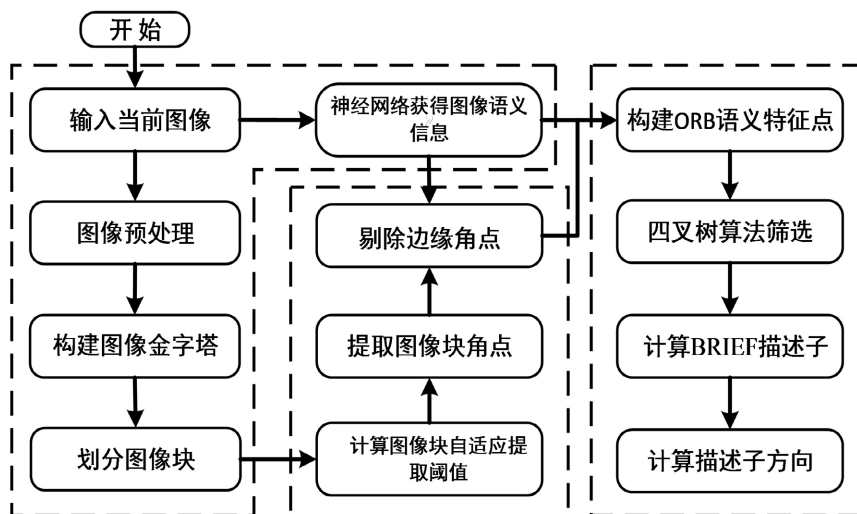 开始
输入当前图像
图像预处理
构建图像金字塔
划分图像块
神经网络获得图像语义
信息
剔除边缘角点
提取图像块角点
计算图像块自适应提
取阈值
构建ORB语义特征点
四叉树算法筛选
计算BRIEF描述子
计算描述子方向